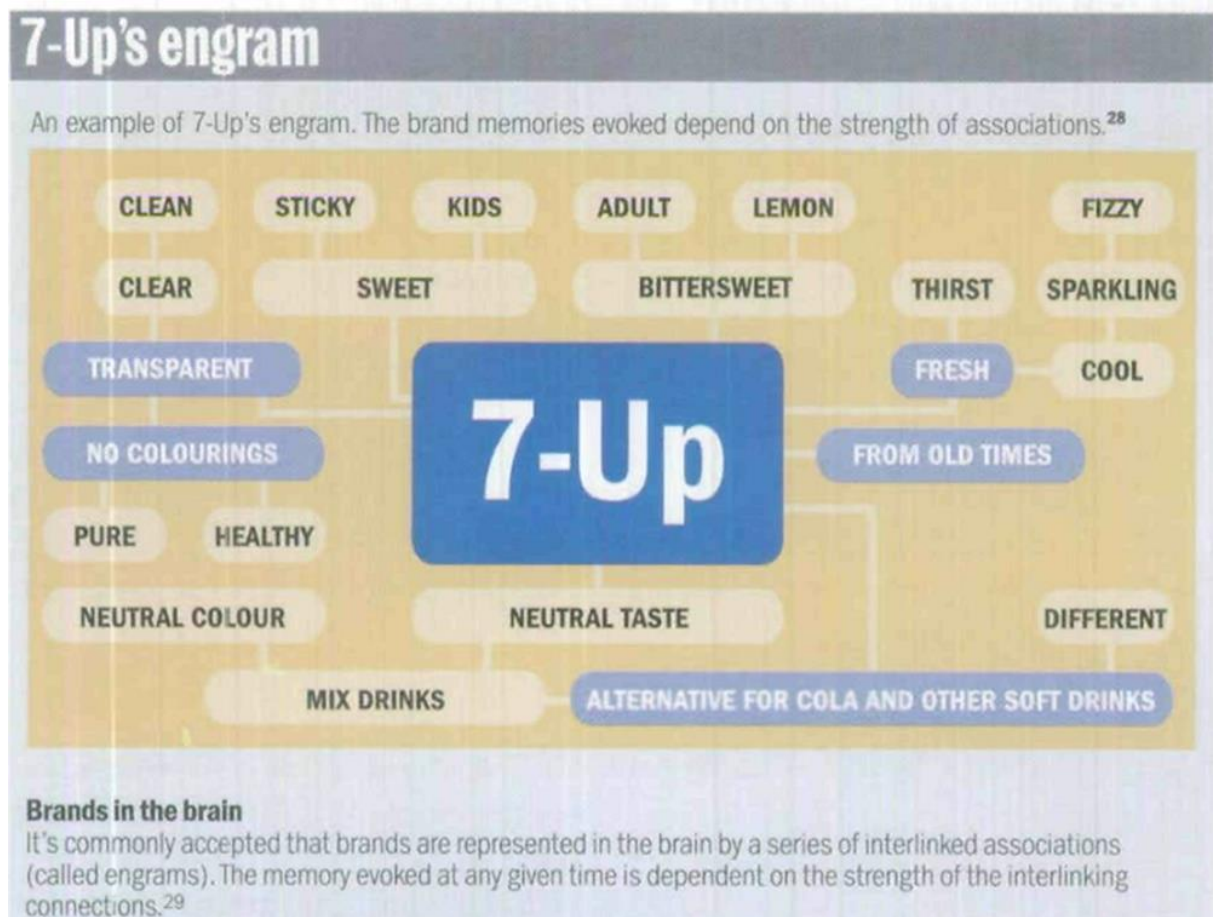 7-Up's engram
An example of 7-Up's engram. The brand memories evoked depend on the strength of associations.28
CLEAN STICKY KIDS ADULT LEMON FIZZY
CLEAR SWEET BITTERSWEET THIRST SPARKLING
TRANSPARENT FRESH COOL
7-Up
NO COLOURINGS FROM OLD TIMES
PURE HEALTHY
NEUTRAL COLOUR NEUTRAL TASTE DIFFERENT
MIX DRINKS ALTERNATIVE FOR COLA AND OTHER SOFT DRINKS
Brands in the brain
It's commonly accepted that brands are represented in the brain by a series of interlinked associations
(called engrams). The memory evoked at any given time is dependent on the strength of the interlinking
connections.29